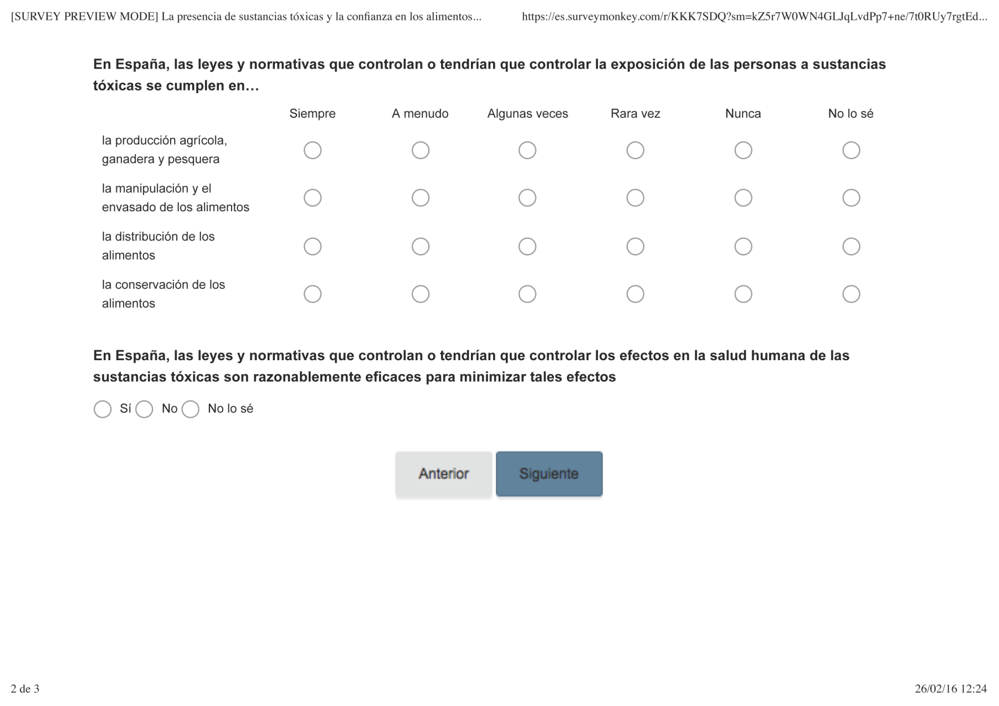 [SURVEY PREVIEW MODE] La presencia de sustancias tóxicas y la confianza en los alimentos... https://es.surveymonkey.com/r/KKK7SDQ?sm=kZ5r7W0WN4GLJqLvdPp7+ne/7t0RUy7rgtEd...
En España, las leyes y normativas que controlan o tendrían que controlar la exposición de las personas a sustancias
tóxicas se cumplen en…
Siempre A menudo Algunas veces Rara vez Nunca No lo sé
la producción agrícola,
ganadera y pesquera
la manipulación y el
envasado de los alimentos
la distribución de los
alimentos
la conservación de los
alimentos
En España, las leyes y normativas que controlan o tendrían que controlar los efectos en la salud humana de las
sustancias tóxicas son razonablemente eficaces para minimizar tales efectos
Sí No No lo sé
Anterior Siguiente
2 de 3 26/02/16 12:24